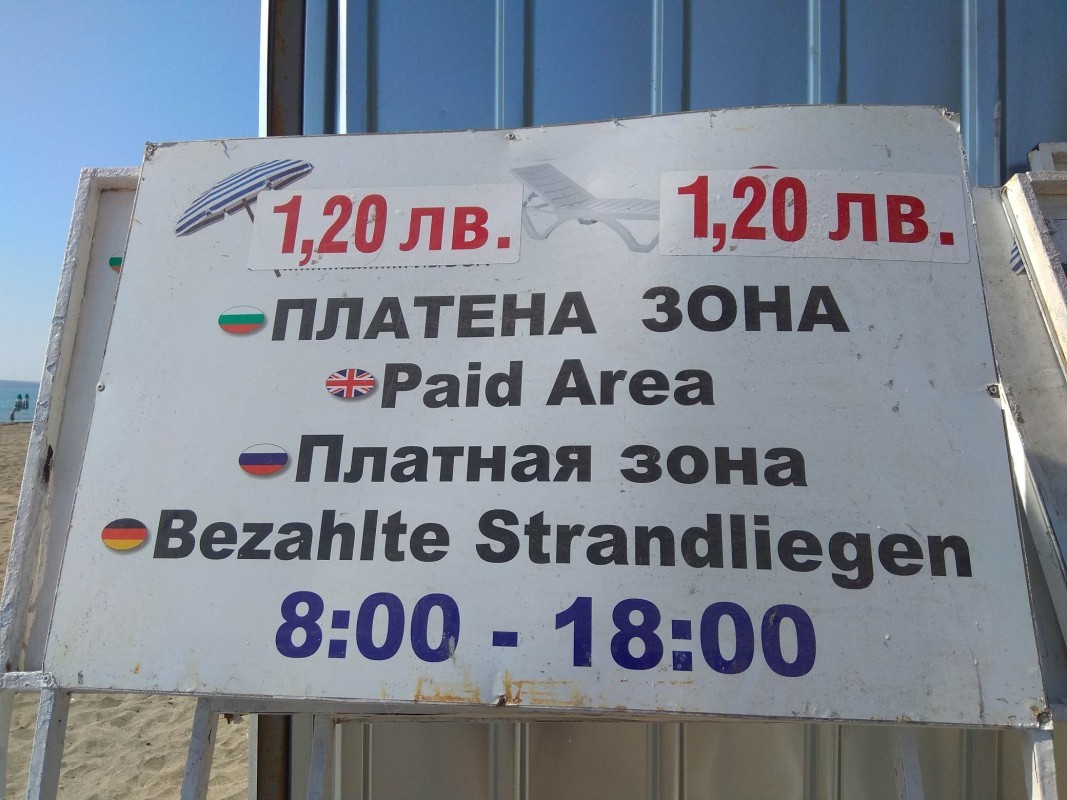 1,20 лв. 1,20 лв.
ПЛАТЕНА ЗОНА
Paid Area
Платная зона
Bezahlte Strandliegen
8:00 - 18:00